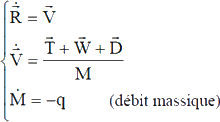 Ṙ⃗ = V⃗
V̇⃗ = (T⃗ + W⃗ + D⃗) / M
Ṁ = −q (débit massique)